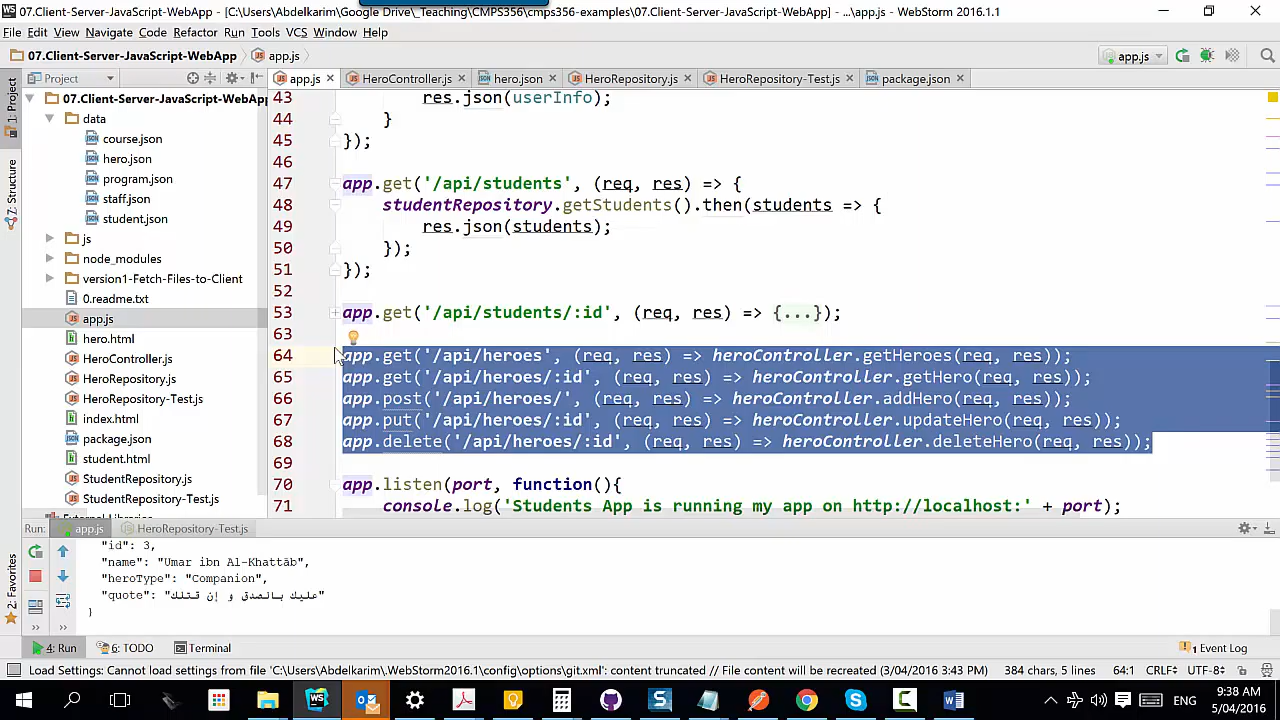 07.Client-Server-JavaScript-WebApp - [C:\Users\Abdelkarim\Google Drive\_Teaching\CMPS356\cmps356-examples\07.Client-Server-JavaScript-WebApp] - ...\app.js - WebStorm 2016.1.1
File Edit View Navigate Code Refactor Run Tools VCS Window Help
07.Client-Server-JavaScript-WebApp app.js app.js
Project app.js HeroController.js hero.json HeroRepository.js HeroRepository-Test.js package.json
1: Project
7: Structure
2: Favorites
07.Client-Server-JavaScript-WebApp
data
course.json
hero.json
program.json
staff.json
student.json
js
node_modules
version1-Fetch-Files-to-Client
0.readme.txt
app.js
hero.html
HeroController.js
HeroRepository.js
HeroRepository-Test.js
index.html
package.json
student.html
StudentRepository.js
StudentRepository-Test.js
External Libraries
43 res.json(userInfo);
44 }
45 });
46
47 app.get('/api/students', (req, res) => {
48 studentRepository.getStudents().then(students => {
49 res.json(students);
50 });
51 });
52
53 app.get('/api/students/:id', (req, res) => {...});
63
64 app.get('/api/heroes', (req, res) => heroController.getHeroes(req, res));
65 app.get('/api/heroes/:id', (req, res) => heroController.getHero(req, res));
66 app.post('/api/heroes/', (req, res) => heroController.addHero(req, res));
67 app.put('/api/heroes/:id', (req, res) => heroController.updateHero(req, res));
68 app.delete('/api/heroes/:id', (req, res) => heroController.deleteHero(req, res));
69
70 app.listen(port, function(){
71 console.log('Students App is running my app on http://localhost:' + port);
Run: app.js HeroRepository-Test.js
"id": 3,
"name": "Umar ibn Al-Khattāb",
"heroType": "Companion",
"quote": "عليك بالصدق و إن قتلك"
}
4: Run 6: TODO Terminal 1 Event Log
Load Settings: Cannot load settings from file 'C:\Users\Abdelkarim\.WebStorm2016.1\config\options\git.xml': content truncated // File content will be recreated (3/04/2016 3:43 PM) 384 chars, 5 lines 64:1 CRLF÷ UTF-8÷
ENG 9:38 AM
5/04/2016